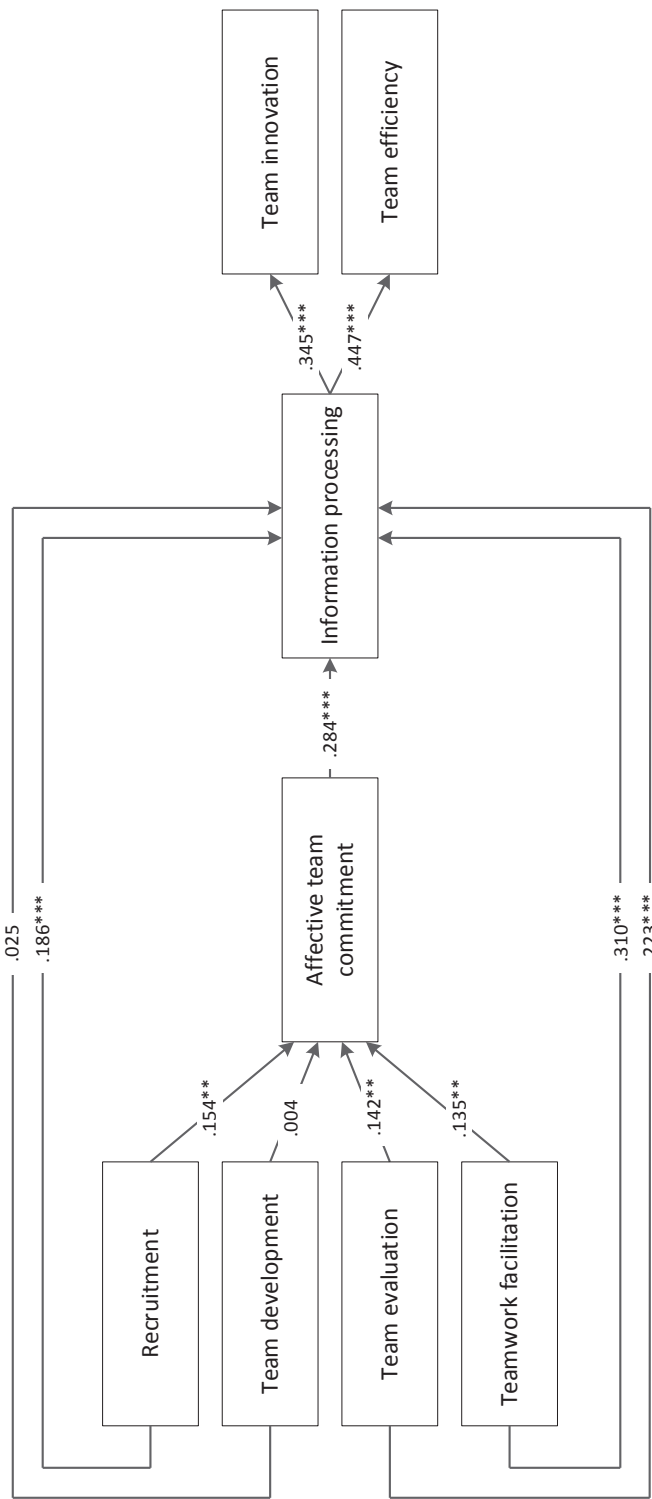 .025
.186***
Recruitment
Team development
Team evaluation
Teamwork facilitation
.154**
.004
.142**
.135**
Affective team
commitment
.284***
Information processing
.345***
.447***
Team innovation
Team efficiency
.310***
.223***